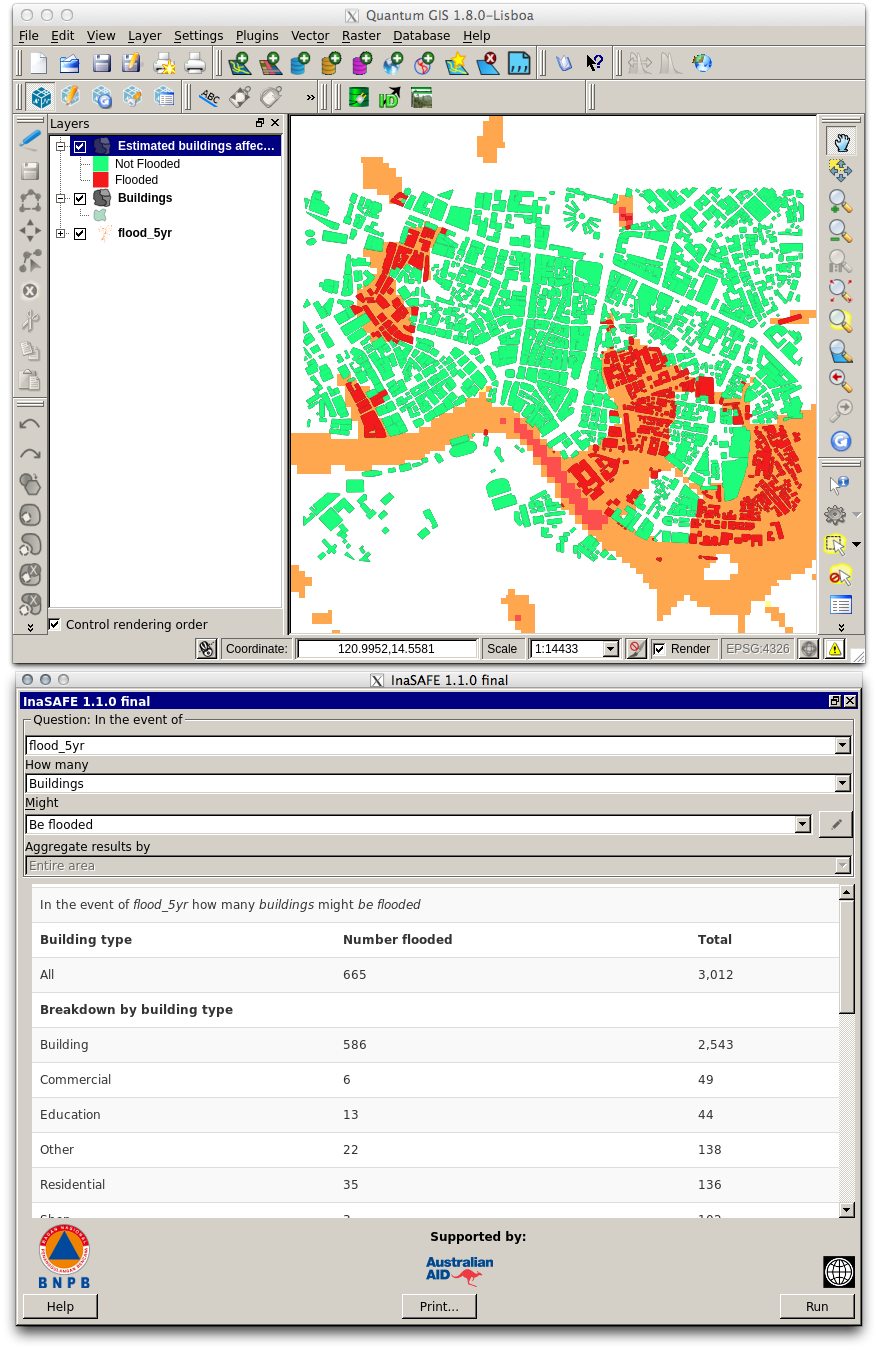 Quantum GIS 1.8.0-Lisboa
File Edit View Layer Settings Plugins Vector Raster Database Help
ABC
»
Layers
Estimated buildings affec...
Not Flooded
Flooded
Buildings
flood_5yr
Control rendering order
Coordinate: 120.9952,14.5581 Scale 1:14433 Render EPSG:4326
InaSAFE 1.1.0 final
InaSAFE 1.1.0 final
Question: In the event of
flood_5yr
How many
Buildings
Might
Be flooded
Aggregate results by
Entire area
In the event of flood_5yr how many buildings might be flooded
Building type Number flooded Total
All 665 3,012
Breakdown by building type
Building 586 2,543
Commercial 6 49
Education 13 44
Other 22 138
Residential 35 136
Supported by:
BNPB
Australian
AID
Help Print... Run